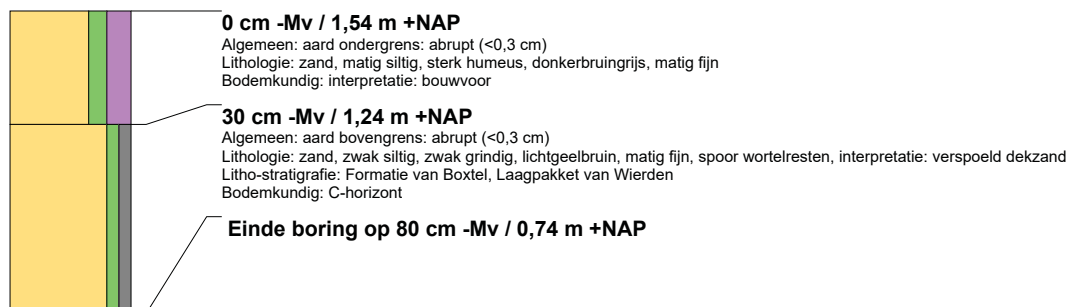 0 cm -Mv / 1,54 m +NAP
Algemeen: aard ondergrens: abrupt (<0,3 cm)
Lithologie: zand, matig siltig, sterk humeus, donkerbruingrijs, matig fijn
Bodemkundig: interpretatie: bouwvoor
30 cm -Mv / 1,24 m +NAP
Algemeen: aard bovengrens: abrupt (<0,3 cm)
Lithologie: zand, zwak siltig, zwak grindig, lichtgeelbruin, matig fijn, spoor wortelresten, interpretatie: verspoeld dekzand
Litho-stratigrafie: Formatie van Boxtel, Laagpakket van Wierden
Bodemkundig: C-horizont
Einde boring op 80 cm -Mv / 0,74 m +NAP